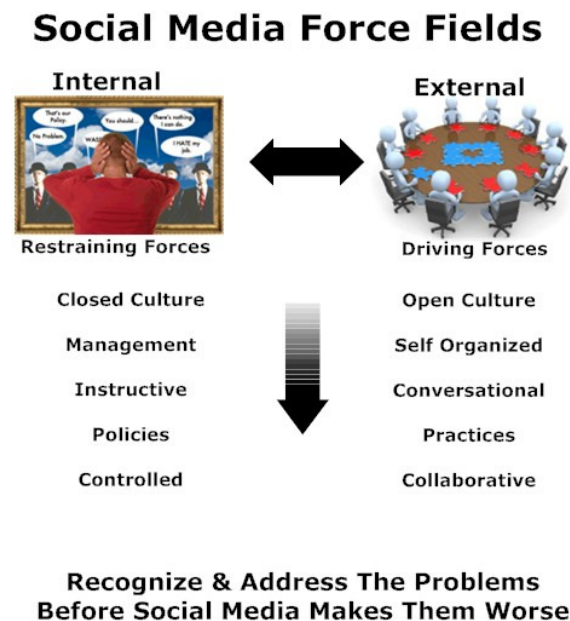 Social Media Force Fields
Internal
External
That's our
Policy.
You should...
There's nothing
I can do.
No Problem.
I HATE my
job.
Restraining Forces
Driving Forces
Closed Culture
Open Culture
Management
Self Organized
Instructive
Conversational
Policies
Practices
Controlled
Collaborative
Recognize & Address The Problems
Before Social Media Makes Them Worse